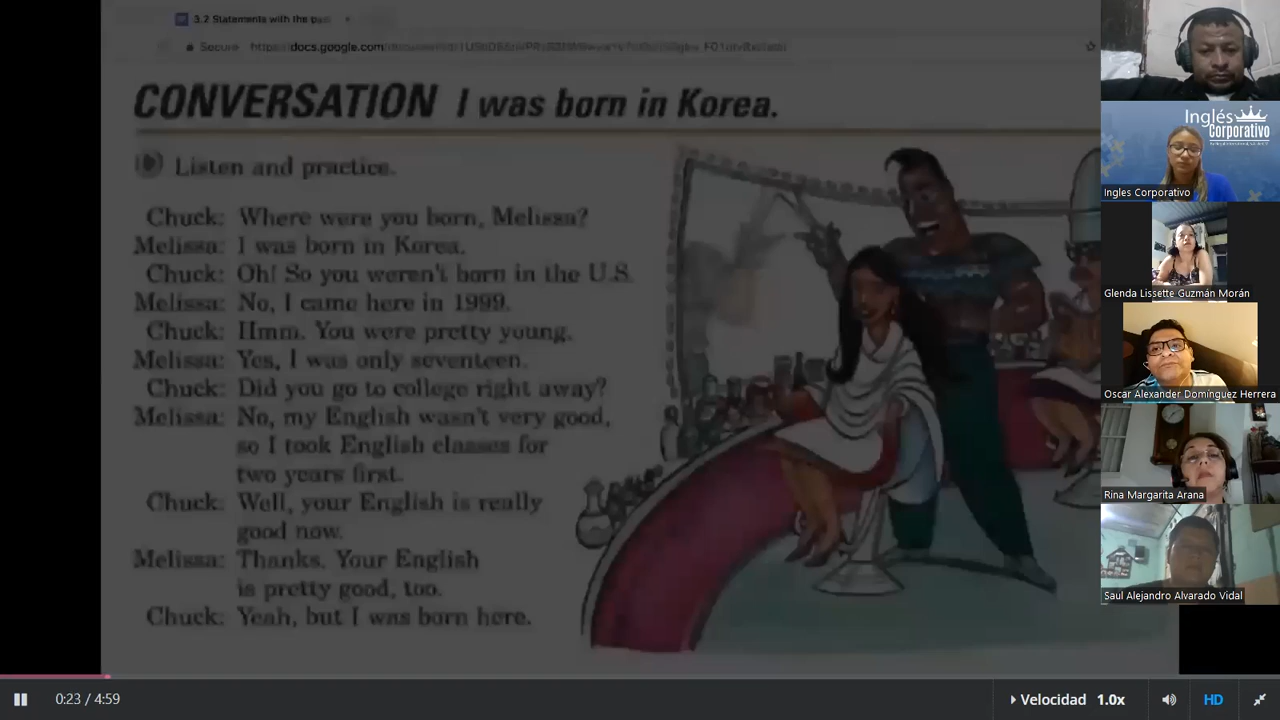 3.2 Statements with the pas
Secure
https://docs.google.com
CONVERSATION I was born in Korea.
Listen and practice.
Chuck: Where were you born, Melissa?
Melissa: I was born in Korea.
Chuck: Oh! So you weren't born in the U.S.
Melissa: No, I came here in 1999.
Chuck: Hmm. You were pretty young.
Melissa: Yes, I was only seventeen.
Chuck: Did you go to college right away?
Melissa: No, my English wasn't very good,
so I took English classes for
two years first.
Chuck: Well, your English is really
good now.
Melissa: Thanks. Your English
is pretty good, too.
Chuck: Yeah, but I was born here.
Inglés
Corporativo
Ingles Corporativo
Glenda Lissette Guzmán Morán
Oscar Alexander Dominguez Herrera
Rina Margarita Arana
Saul Alejandro Alvarado Vidal
0:23 / 4:59
Velocidad 1.0x
HD